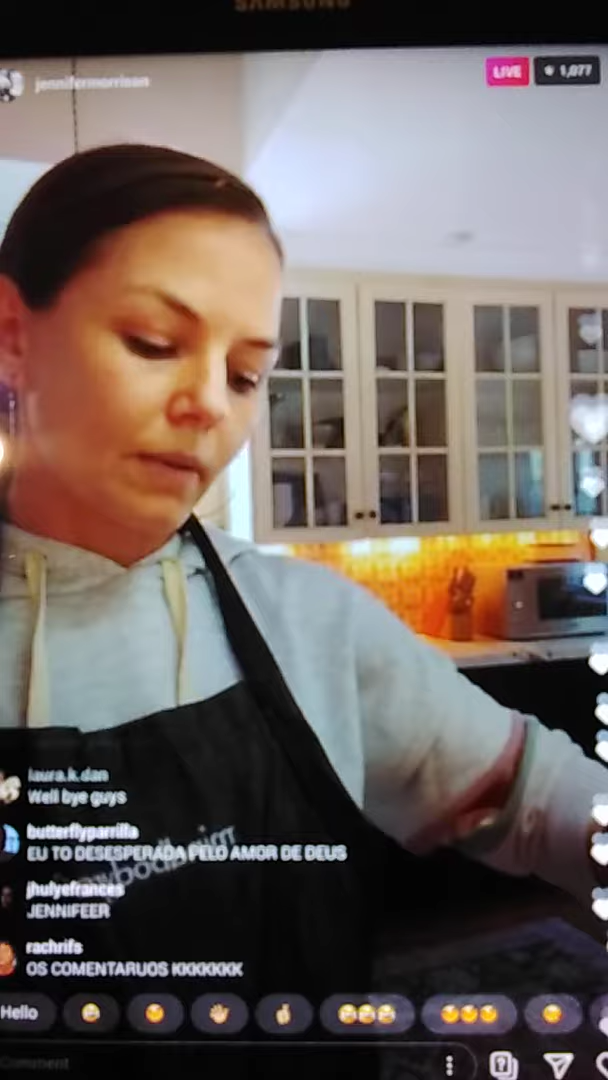 SAMSUNG
jennifermorrison
LIVE
1,077
laura.k.dan
Well bye guys
butterflyparrilla
EU TO DESESPERADA PELO AMOR DE DEUS
jhulyefrances
JENNIFEER
rachrifs
OS COMENTARUOS KKKKKKK
Hello
Comment